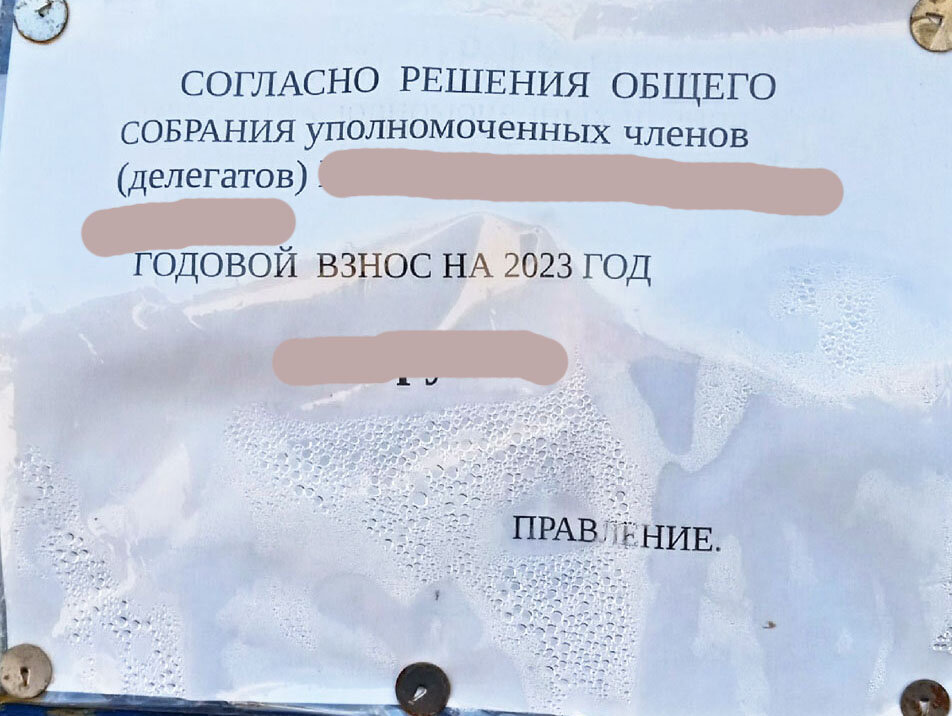 СОГЛАСНО РЕШЕНИЯ ОБЩЕГО
СОБРАНИЯ уполномоченных членов
(делегатов)
ГОДОВОЙ ВЗНОС НА 2023 ГОД
ПРАВЛЕНИЕ.